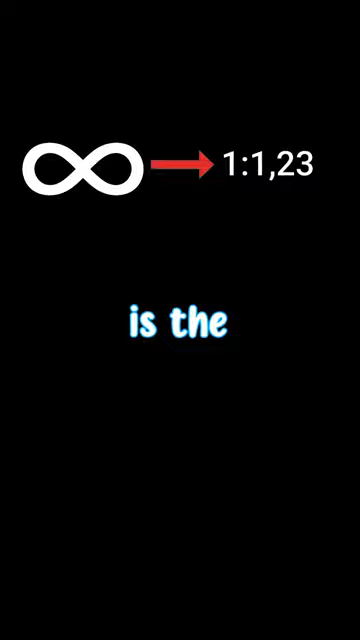 ∞ → 1:1,23
is the